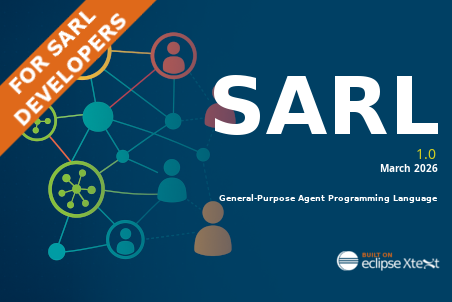 FOR SARL
DEVELOPERS
SARL
1.0
March 2026
General-Purpose Agent Programming Language
BUILT ON
eclipse Xtext